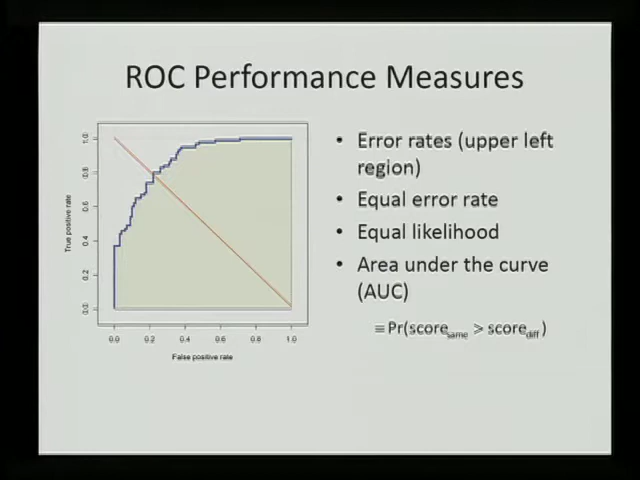 ROC Performance Measures
• Error rates (upper left
region)
• Equal error rate
• Equal likelihood
• Area under the curve
(AUC)
≡ Pr(score_same > score_diff)
True positive rate
1.0
0.8
0.6
0.4
0.2
0.0
0.0 0.2 0.4 0.6 0.8 1.0
False positive rate